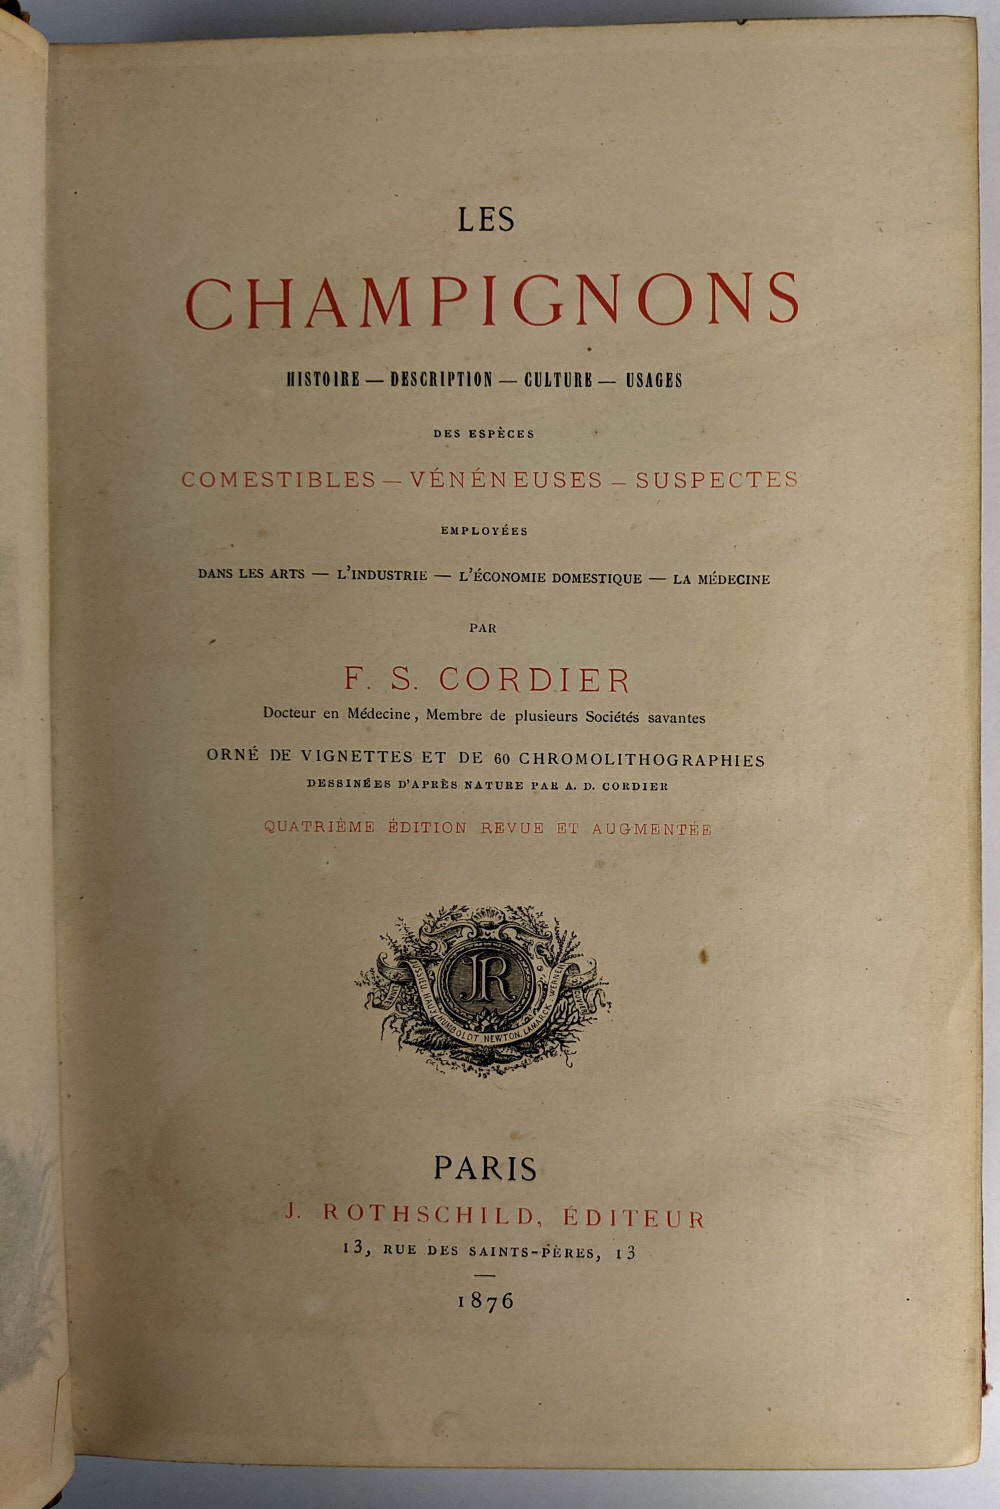 LES
CHAMPIGNONS
HISTOIRE — DESCRIPTION — CULTURE — USAGES
DES ESPÈCES
COMESTIBLES — VÉNÉNEUSES — SUSPECTES
EMPLOYÉES
DANS LES ARTS — L'INDUSTRIE — L'ÉCONOMIE DOMESTIQUE — LA MÉDECINE
PAR
F. S. CORDIER
Docteur en Médecine, Membre de plusieurs Sociétés savantes
ORNÉ DE VIGNETTES ET DE 60 CHROMOLITHOGRAPHIES
DESSINÉES D'APRÈS NATURE PAR A. D. CORDIER
QUATRIÈME ÉDITION REVUE ET AUGMENTÉE
JR
JUSSIEU HAUY HUMBOLDT NEWTON LAMARCK WERNER
PARIS
J. ROTHSCHILD, ÉDITEUR
13, RUE DES SAINTS-PÈRES, 13
1876